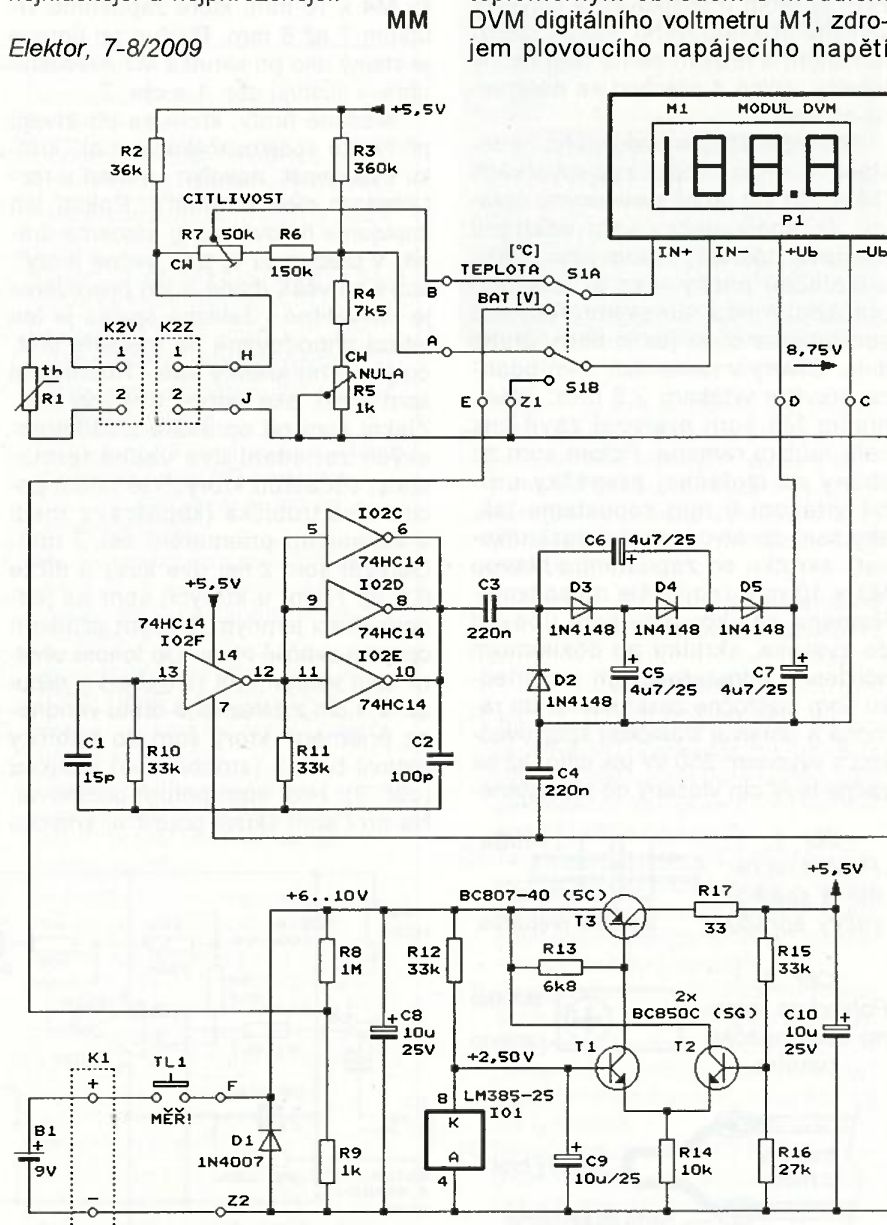 MM
Elektor, 7-8/2009
DVM digitálního voltmetru M1, zdro-
jem plovoucího napájecího napětí
+5,5V
R2
36k
R3
360k
CITLIVOST
R7 50k
R6
CW
150k
R4
7k5
CW
NULA
R5
1k
K2V
K2Z
1
1
2
2
H
J
th
R1
[°C]
B
TEPLOTA
S1A
BAT [V]
A
S1B
E
Z1
M1
MODUL DVM
188.8
P1
IN+
IN-
+Ub
-Ub
8,75V
D
C
IO2C
5
6
74HC14
IO2D
9
8
74HC14
IO2E
11
10
74HC14
+5,5V
74HC14
IO2F
14
13
12
7
C1
15p
R10
33k
R11
33k
C2
100p
C3
220n
C6
4u7/25
D3
D4
D5
1N4148
1N4148
1N4148
D2
1N4148
C5
4u7/25
C7
4u7/25
C4
220n
+6..10V
BC807-40 (5C)
T3
R17
33
+5,5V
R8
1M
R12
33k
R13
6k8
R15
33k
C8
10u
25V
2x
BC850C (5G)
C10
10u
25V
+2,50V
T1
T2
K1
+
TL1
F
MĚR!
8
LM385-25
K
IO1
A
4
B1
9V
D1
1N4007
R9
1k
C9
10u/25
R14
10k
R16
27k
-
Z2